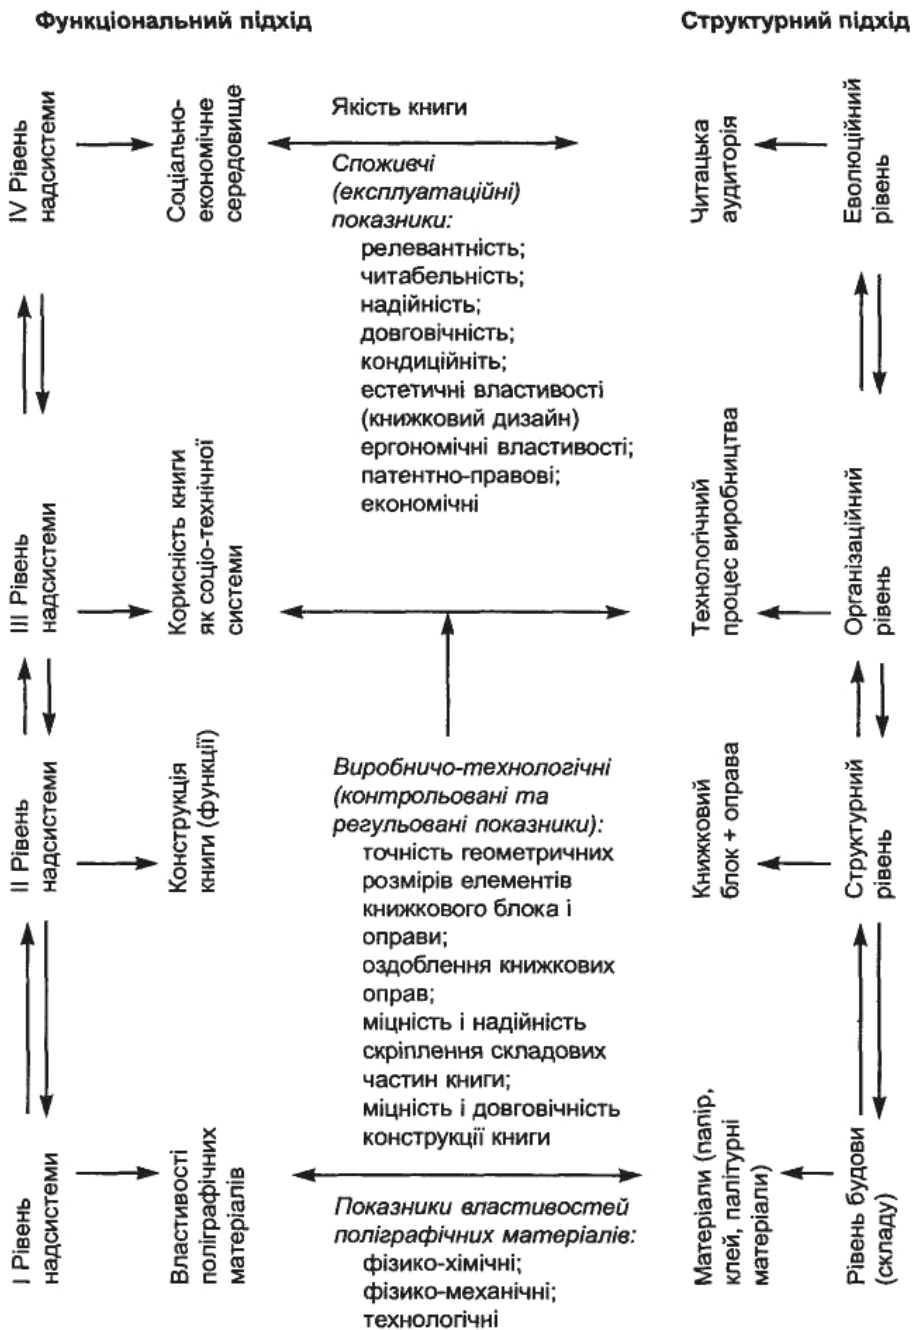 Функціональний підхід
Структурний підхід
IV Рівень
надсистеми
Соціально-
економічне
середовище
Якість книги
Споживчі
(експлуатаційні)
показники:
релевантність;
читабельність;
надійність;
довговічність;
кондиційніть;
естетичні властивості
(книжковий дизайн)
ергономічні властивості;
патентно-правові;
економічні
Читацька
аудиторія
Еволюційний
рівень
III Рівень
надсистеми
Корисність книги
як соціо-технічної
системи
Технологічний
процес виробництва
Організаційний
рівень
II Рівень
надсистеми
Конструкція
книги (функції)
Виробничо-технологічні
(контрольовані та
регульовані показники):
точність геометричних
розмірів елементів
книжкового блока і
оправи;
оздоблення книжкових
оправ;
міцність і надійність
скріплення складових
частин книги;
міцність і довговічність
конструкції книги
Книжковий
блок + оправа
Структурний
рівень
I Рівень
надсистеми
Властивості
поліграфічних
матеріалів
Показники властивостей
поліграфічних матеріалів:
фізико-хімічні;
фізико-механічні;
технологічні
Матеріали (папір,
клей, палітурні
матеріали)
Рівень будови
(складу)